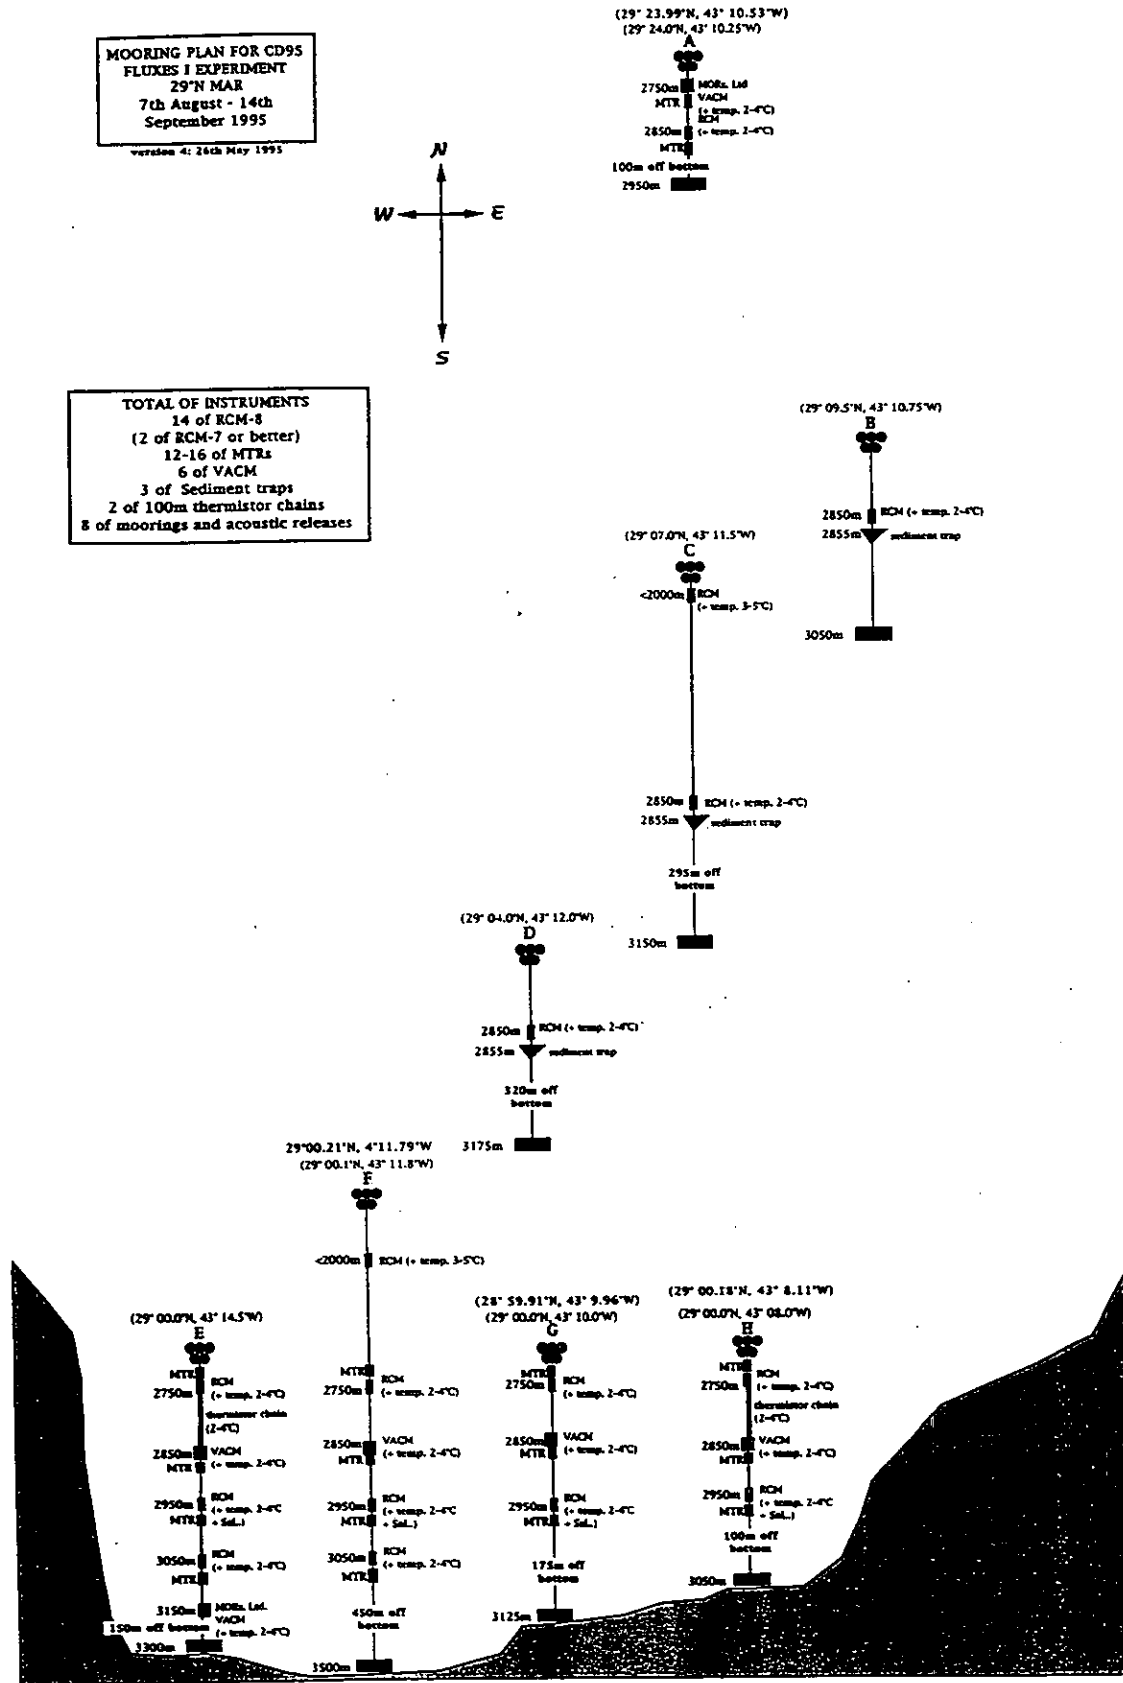 MOORING PLAN FOR CD95
FLUXES I EXPERIMENT
29°N MAR
7th August - 14th
September 1995
version 4: 26th May 1995
N
W
E
S
TOTAL OF INSTRUMENTS
14 of RCM-8
(2 of RCM-7 or better)
12-16 of MTRs
6 of VACM
3 of Sediment traps
2 of 100m thermistor chains
8 of moorings and acoustic releases
(29° 23.99'N, 43° 10.53'W)
(29° 24.0'N, 43° 10.25'W)
A
2750m
MORs. Ltd
MTR
VACM
(+ temp. 2-4°C)
RCM
2850m
(+ temp. 2-4°C)
MTR
100m off bottom
2950m
(29° 09.5'N, 43° 10.75'W)
B
2850m
RCM (+ temp. 2-4°C)
2855m
sediment trap
3050m
(29° 07.0'N, 43° 11.5'W)
C
<2000m
RCM
(+ temp. 3-5°C)
2850m
RCM (+ temp. 2-4°C)
2855m
sediment trap
295m off
bottom
3150m
(29° 04.0'N, 43° 12.0'W)
D
2850m
RCM (+ temp. 2-4°C)
2855m
sediment trap
320m off
bottom
3175m
29°00.21'N, 4°11.79'W
(29° 00.1'N, 43° 11.8'W)
F
<2000m
RCM (+ temp. 3-5°C)
MTR
2750m
RCM
(+ temp. 2-4°C)
2850m
VACM
MTR
(+ temp. 2-4°C)
2950m
RCM
(+ temp. 2-4°C
MTR
+ Sal..)
3050m
RCM
(+ temp. 2-4°C)
MTR
450m off
bottom
3500m
(29° 00.0'N, 43° 14.5'W)
E
MTR
2750m
RCM
(+ temp. 2-4°C)
thermistor chain
(2-4°C)
2850m
VACM
MTR
(+ temp. 2-4°C)
2950m
RCM
(+ temp. 2-4°C
MTR
+ Sal..)
3050m
RCM
(+ temp. 2-4°C)
MTR
3150m
MORs. Ltd.
150m off bottom
VACM
(+ temp. 2-4°C)
3300m
(28° 59.91'N, 43° 9.96'W)
(29° 00.0'N, 43° 10.0'W)
G
MTR
2750m
RCM
(+ temp. 2-4°C)
2850m
VACM
MTR
(+ temp. 2-4°C)
2950m
RCM
(+ temp. 2-4°C
MTR
+ Sal..)
175m off
bottom
3125m
(29° 00.18'N, 43° 8.11'W)
(29° 00.0'N, 43° 08.0'W)
H
MTR
2750m
RCM
(+ temp. 2-4°C)
thermistor chain
(2-4°C)
2850m
VACM
MTR
(+ temp. 2-4°C)
2950m
RCM
(+ temp. 2-4°C
MTR
+ Sal..)
100m off
bottom
3050m